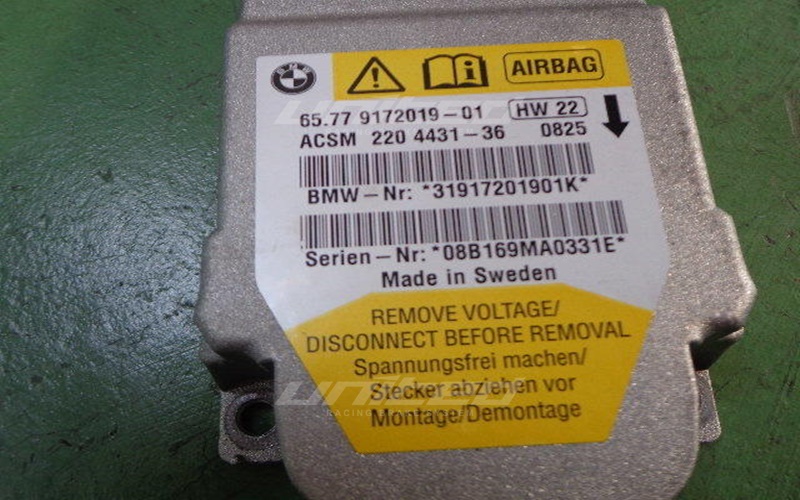 BMW
AIRBAG
65.77 9172019-01 HW 22
ACSM 220 4431-36 0825
BMW-Nr: *31917201901K*
Serien-Nr: *08B169MA0331E*
Made in Sweden
REMOVE VOLTAGE/
DISCONNECT BEFORE REMOVAL
Spannungsfrei machen/
Stecker abziehen vor
Montage/Demontage